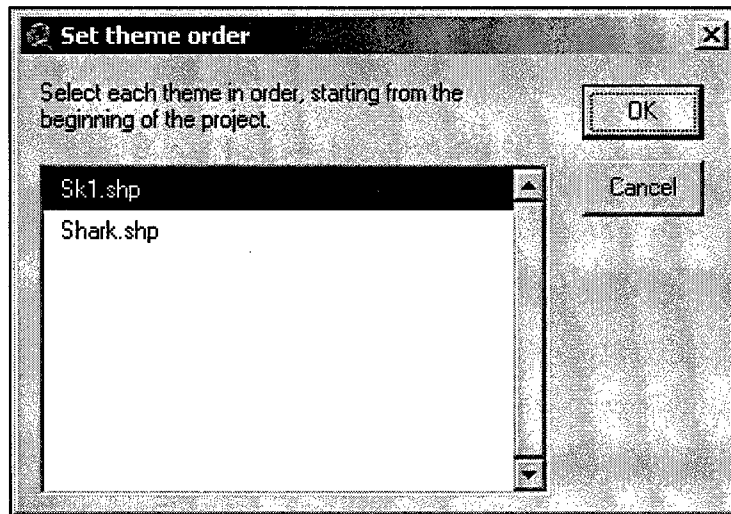 Set theme order
Select each theme in order, starting from the
beginning of the project.
OK
Cancel
Sk1.shp
Shark.shp